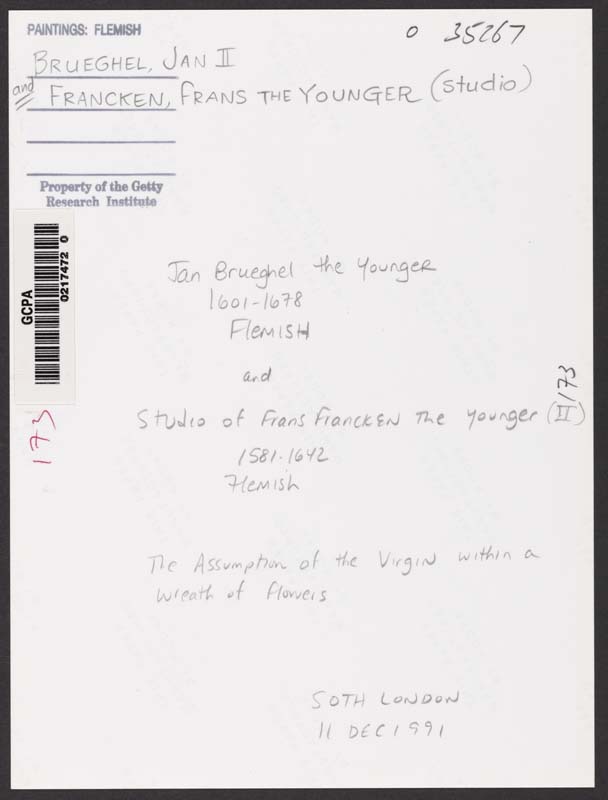 PAINTINGS: FLEMISH
0 35267
BRUEGHEL, JAN II
and FRANCKEN, FRANS THE YOUNGER (studio)
Property of the Getty
Research Institute
GCPA
0217472 0
173
Jan Brueghel the Younger
1601-1678
Flemish
and
173
Studio of Frans Francken The Younger (II)
1581-1642
Flemish
The Assumption of the Virgin within a
Wreath of Flowers
SOTH LONDON
11 DEC 1991